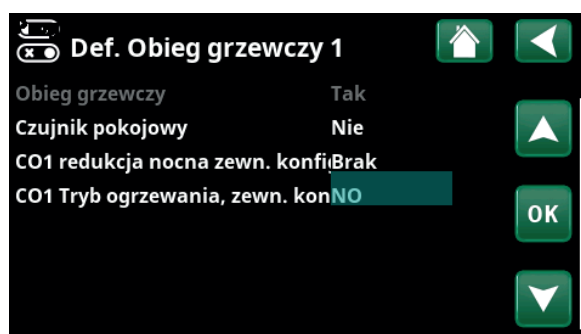 Def. Obieg grzewczy 1
Obieg grzewczy Tak
Czujnik pokojowy Nie
CO1 redukcja nocna zewn. konfig Brak
CO1 Tryb ogrzewania, zewn. kon NO
OK